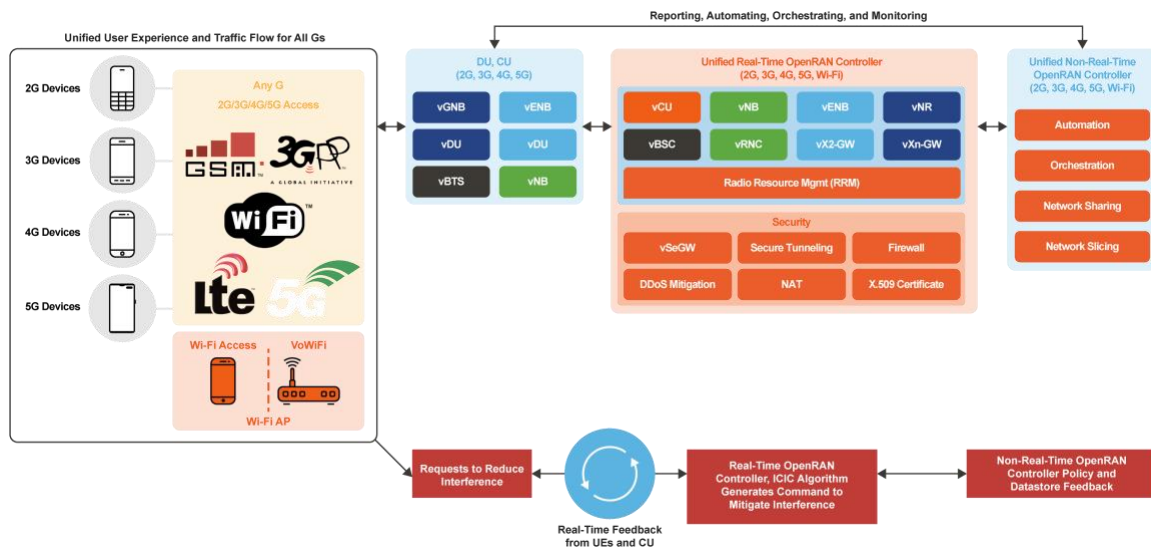 Reporting, Automating, Orchestrating, and Monitoring
Unified User Experience and Traffic Flow for All Gs
2G Devices
3G Devices
4G Devices
5G Devices
Any G
2G/3G/4G/5G Access
GSM
3GPP
A GLOBAL INITIATIVE
Wi Fi
TM
Lte
5G
Wi-Fi Access
VoWiFi
Wi-Fi AP
DU, CU
(2G, 3G, 4G, 5G)
vGNB
vENB
vDU
vDU
vBTS
vNB
Unified Real-Time OpenRAN Controller
(2G, 3G, 4G, 5G, Wi-Fi)
vCU
vNB
vENB
vNR
vBSC
vRNC
vX2-GW
vXn-GW
Radio Resource Mgmt (RRM)
Security
vSeGW
Secure Tunneling
Firewall
DDoS Mitigation
NAT
X.509 Certificate
Unified Non-Real-Time
OpenRAN Controller
(2G, 3G, 4G, 5G, Wi-Fi)
Automation
Orchestration
Network Sharing
Network Slicing
Requests to Reduce
Interference
Real-Time Feedback
from UEs and CU
Real-Time OpenRAN
Controller, ICIC Algorithm
Generates Command to
Mitigate Interference
Non-Real-Time OpenRAN
Controller Policy and
Datastore Feedback